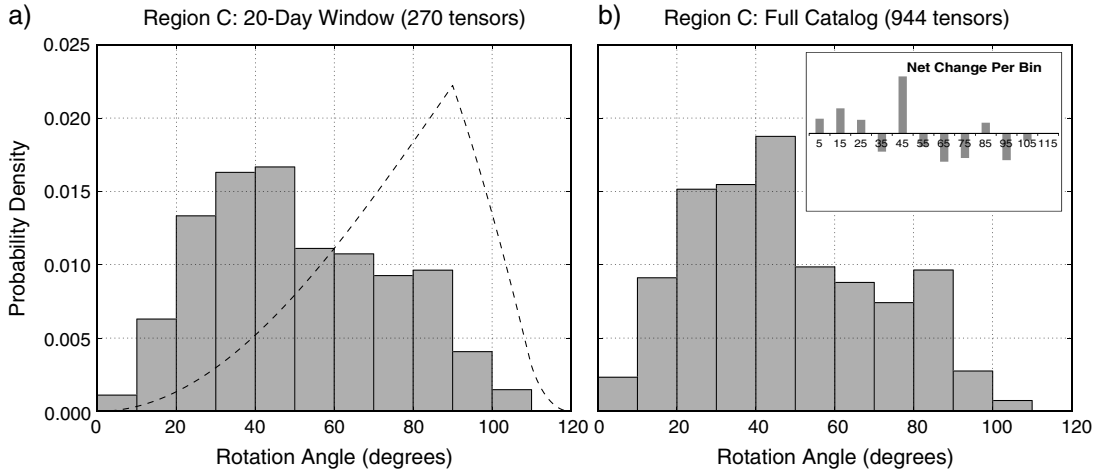 a) Region C: 20-Day Window (270 tensors)
Probability Density
0.025
0.020
0.015
0.010
0.005
0.000
0 20 40 60 80 100 120
Rotation Angle (degrees)
b) Region C: Full Catalog (944 tensors)
Net Change Per Bin
5 15 25 35 45 55 65 75 85 95 105 115
0 20 40 60 80 100 120
Rotation Angle (degrees)